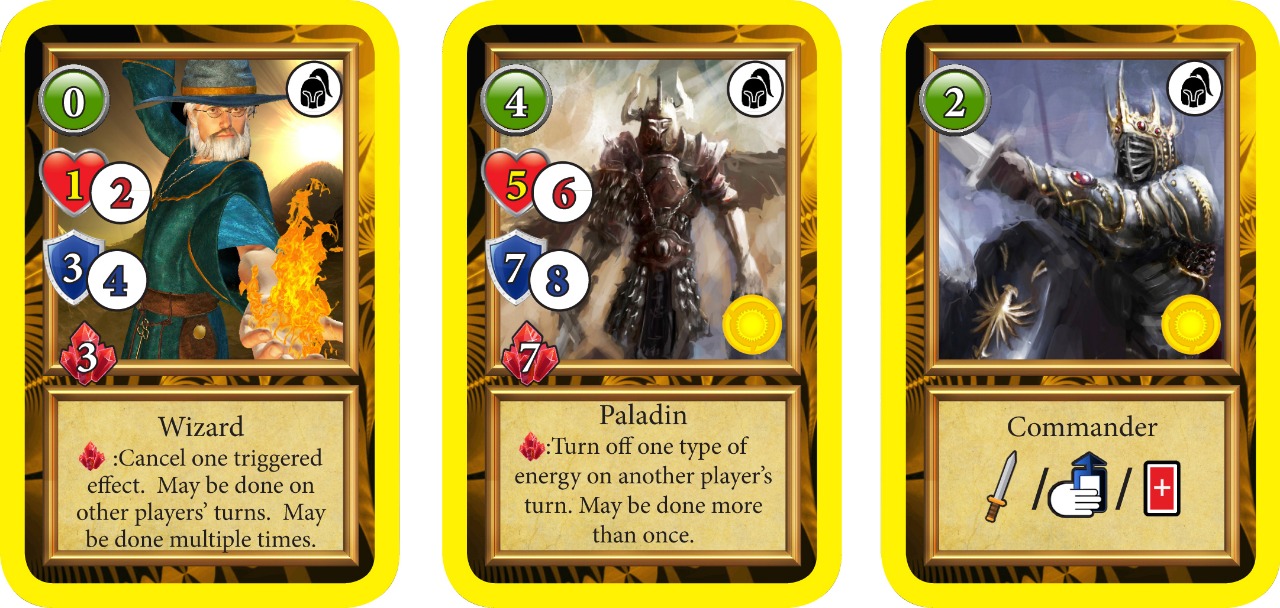 0
1
2
3
4
3
Wizard
:Cancel one triggered
effect. May be done on
other players' turns. May
be done multiple times.
4
5
6
7
8
7
Paladin
:Turn off one type of
energy on another player's
turn. May be done more
than once.
2
Commander
/ / +